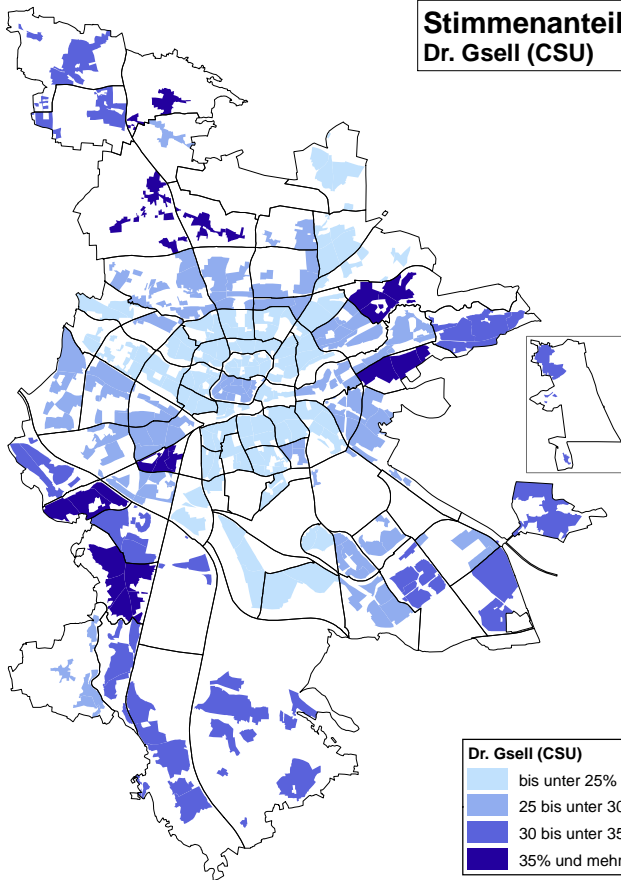 Stimmenanteil
Dr. Gsell (CSU)
Dr. Gsell (CSU)
bis unter 25%
25 bis unter 30
30 bis unter 35
35% und mehr